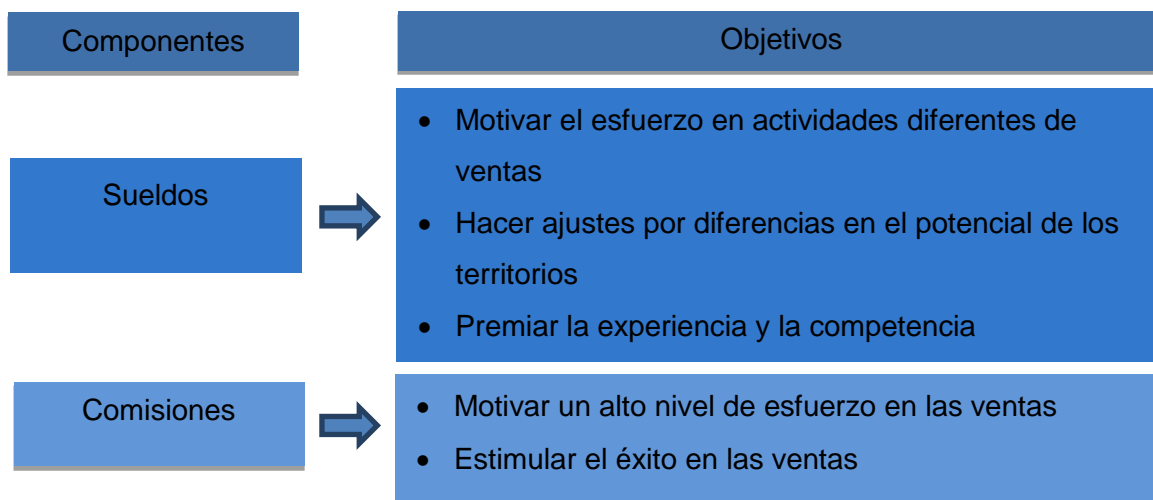 Componentes
Objetivos
Sueldos
• Motivar el esfuerzo en actividades diferentes de
ventas
• Hacer ajustes por diferencias en el potencial de los
territorios
• Premiar la experiencia y la competencia
Comisiones
• Motivar un alto nivel de esfuerzo en las ventas
• Estimular el éxito en las ventas